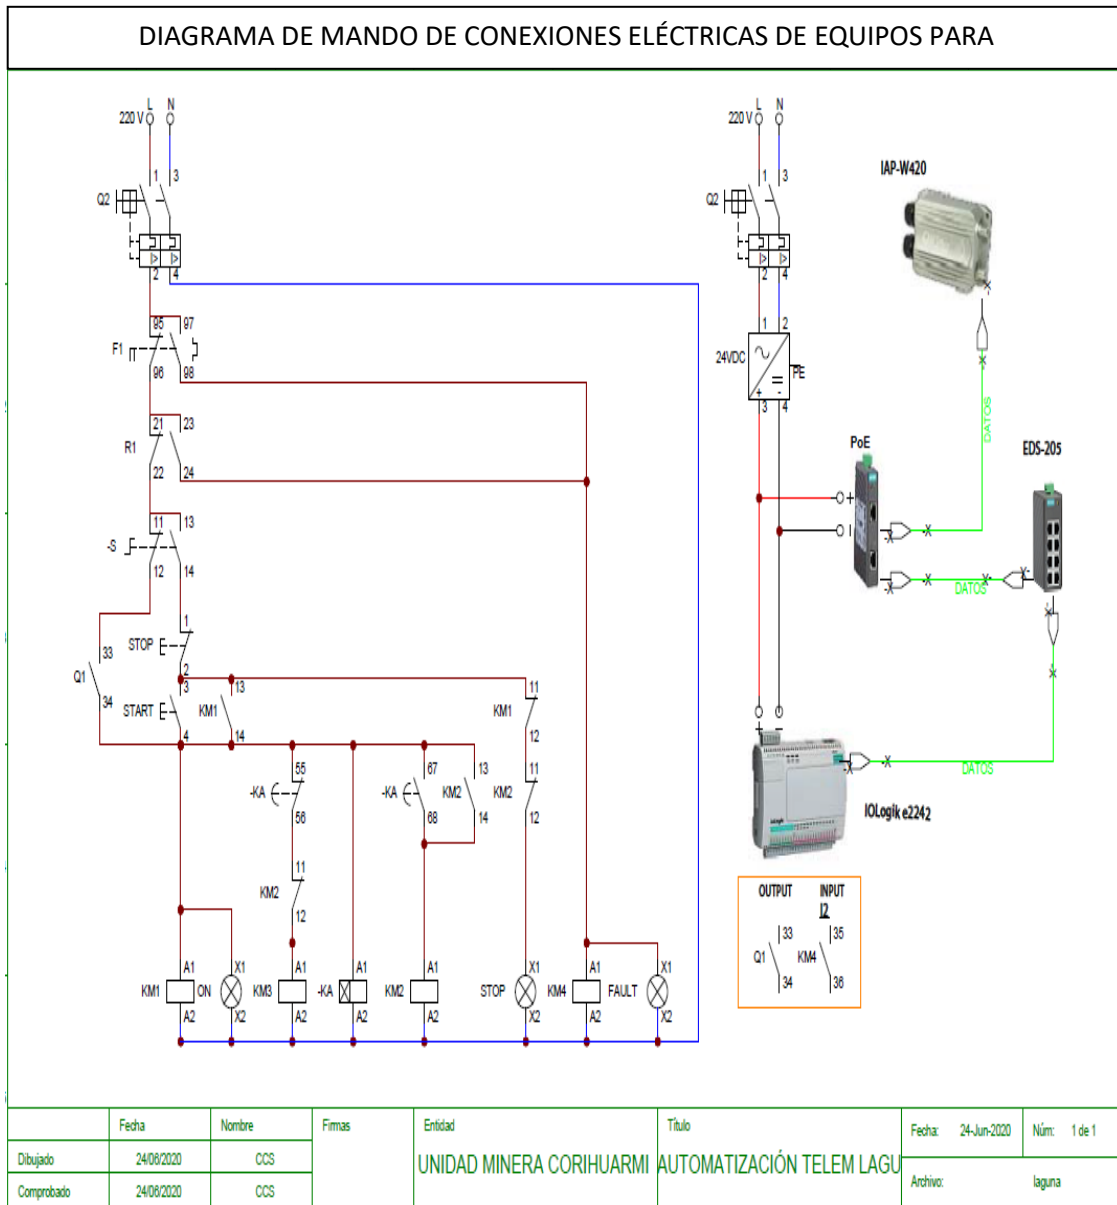 DIAGRAMA DE MANDO DE CONEXIONES ELÉCTRICAS DE EQUIPOS PARA
L N
220 V
1 3
Q2
2 4
95 97
F1
96 98
21 23
R1
22 24
11 13
-S
12 14
1
STOP
2
33
Q1
34
3
START
4
13
KM1
14
11
KM1
12
55
-KA
56
67
-KA
68
13
KM2
14
11
KM2
12
11
KM2
12
A1 X1 A1 A1 A1 X1 A1 X1
KM1 ON KM3 -KA KM2 STOP KM4 FAULT
A2 X2 A2 A2 A2 X2 A2 X2
L N
220 V
1 3
Q2
2 4
1 2
24VDC
PE
+ -
3 4
IAP-W420
DATOS
PoE
EDS-205
+
-X -X
-X -X X- X-
DATOS
-X -X
DATOS
IOLogik e2242
OUTPUT INPUT
I2
33 35
Q1 KM4
34 36
Fecha Nombre Firmas Entidad Título
Fecha: 24-Jun-2020 Núm: 1 de 1
Dibujado 24/06/2020 CCS
UNIDAD MINERA CORIHUARMI AUTOMATIZACIÓN TELEM LAGU
Comprobado 24/06/2020 CCS
Archivo: laguna